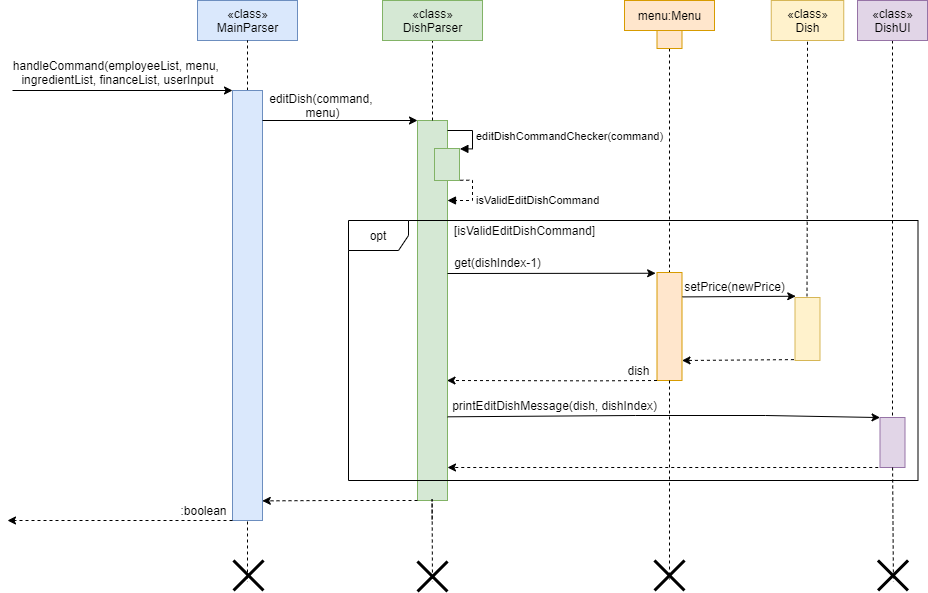 «class»
MainParser
«class»
DishParser
menu:Menu
«class»
Dish
«class»
DishUI
handleCommand(employeeList, menu,
ingredientList, financeList, userInput
editDish(command,
menu)
editDishCommandChecker(command)
isValidEditDishCommand
opt
[isValidEditDishCommand]
get(dishIndex-1)
setPrice(newPrice)
dish
printEditDishMessage(dish, dishIndex)
:boolean